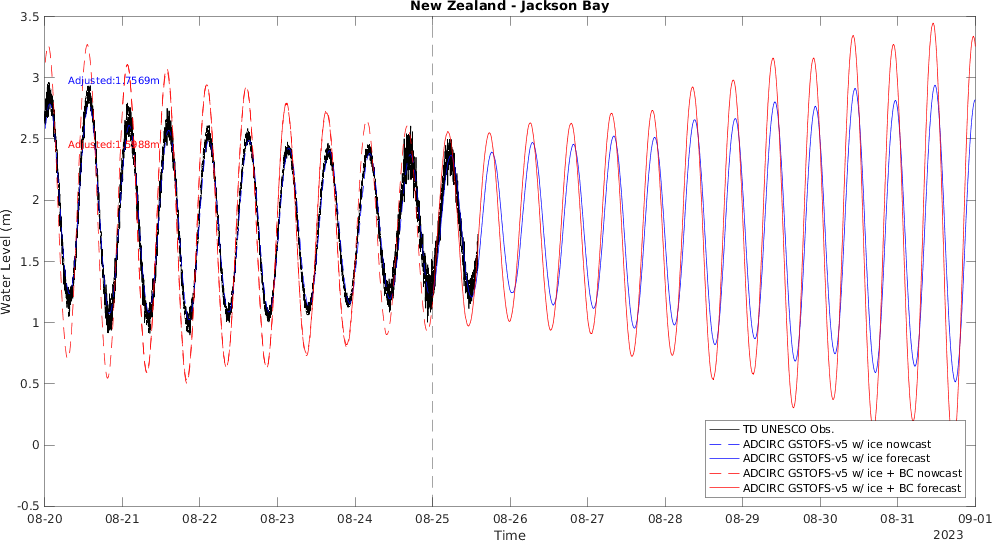 New Zealand - Jackson Bay
3.5
3
2.5
2
1.5
1
0.5
0
-0.5
Water Level (m)
Adjusted:1.7569m
08-20
08-21
08-22
08-23
08-24
08-25
08-26
08-27
08-28
08-29
08-30
08-31
09-01
Time
2023
TD UNESCO Obs.
ADCIRC GSTOFS-v5 w/ ice nowcast
ADCIRC GSTOFS-v5 w/ ice forecast
ADCIRC GSTOFS-v5 w/ ice + BC nowcast
ADCIRC GSTOFS-v5 w/ ice + BC forecast